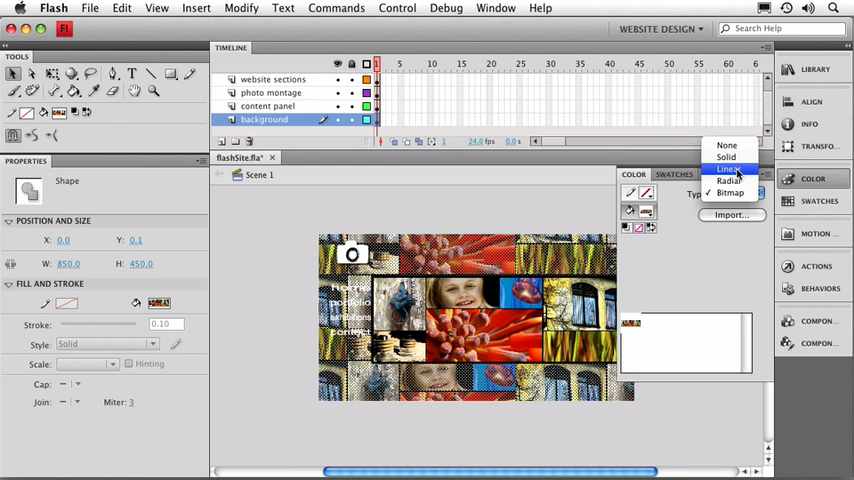 Flash File Edit View Insert Modify Text Commands Control Debug Window Help
Fl WEBSITE DESIGN Search Help
TOOLS
TIMELINE
1 5 10 15 20 25 30 35 40 45 50 55 60 6
website sections
photo montage
content panel
background
1 24.0 fps 0.0 s
flashSite.fla*
Scene 1
PROPERTIES
Shape
POSITION AND SIZE
X: 0.0 Y: 0.1
W: 850.0 H: 450.0
FILL AND STROKE
Stroke: 0.10
Style: Solid
Scale: Hinting
Cap:
Join: Miter: 3
home
portfolio
exhibitions
contact
COLOR SWATCHES
Typ
None
Solid
Linear
Radial
Bitmap
Import...
LIBRARY
ALIGN
INFO
TRANSFO...
COLOR
SWATCHES
MOTION ...
ACTIONS
BEHAVIORS
COMPON...
COMPON...